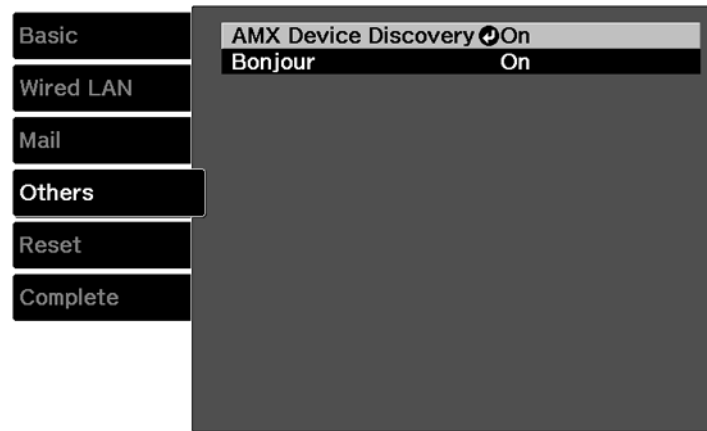 Basic
Wired LAN
Mail
Others
Reset
Complete
AMX Device Discovery On
Bonjour On